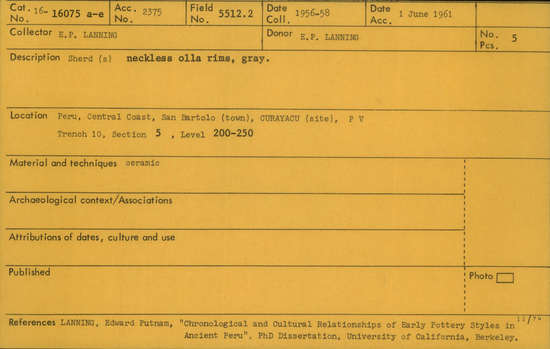 Cat. No. 16- 16075 a-e Acc. No. 2375 Field No. 5512.2 Date Coll. 1956-58 Date Acc. 1 June 1961
Collector E.P. LANNING Donor E.P. LANNING No. Pcs. 5
Description Sherd (s) neckless olla rims, gray.
Location Peru, Central Coast, San Bartolo (town), CURAYACU (site), P V
Trench 10, Section 5 , Level 200-250
Material and techniques ceramic
Archaeological context/Associations
Attributions of dates, culture and use
Published Photo
References LANNING, Edward Putnam, "Chronological and Cultural Relationships of Early Pottery Styles in
Ancient Peru". PhD Dissertation, University of California, Berkeley.